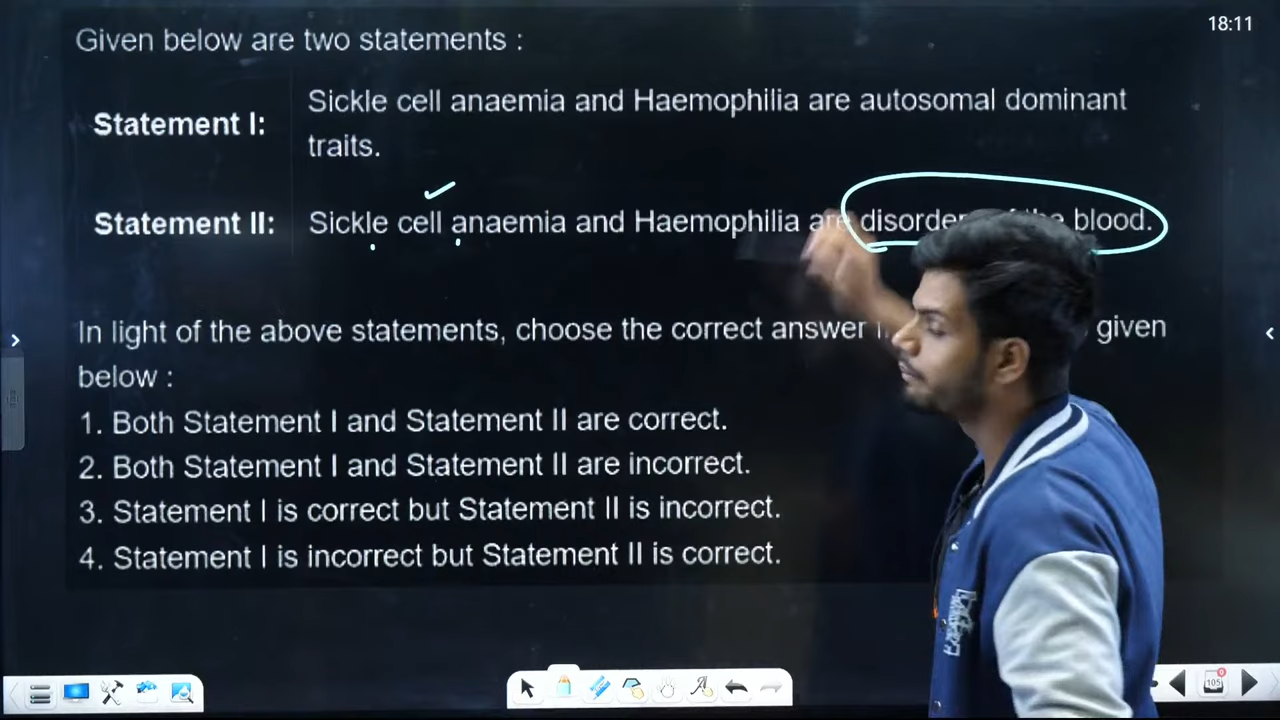 18:11
Given below are two statements :
Sickle cell anaemia and Haemophilia are autosomal dominant
Statement I:
traits.
Statement II: Sickle cell anaemia and Haemophilia are blood.
In light of the above statements, choose the correct answer given
below :
1. Both Statement I and Statement II are correct.
2. Both Statement I and Statement II are incorrect.
3. Statement I is correct but Statement II is incorrect.
4. Statement I is incorrect but Statement II is correct.
105